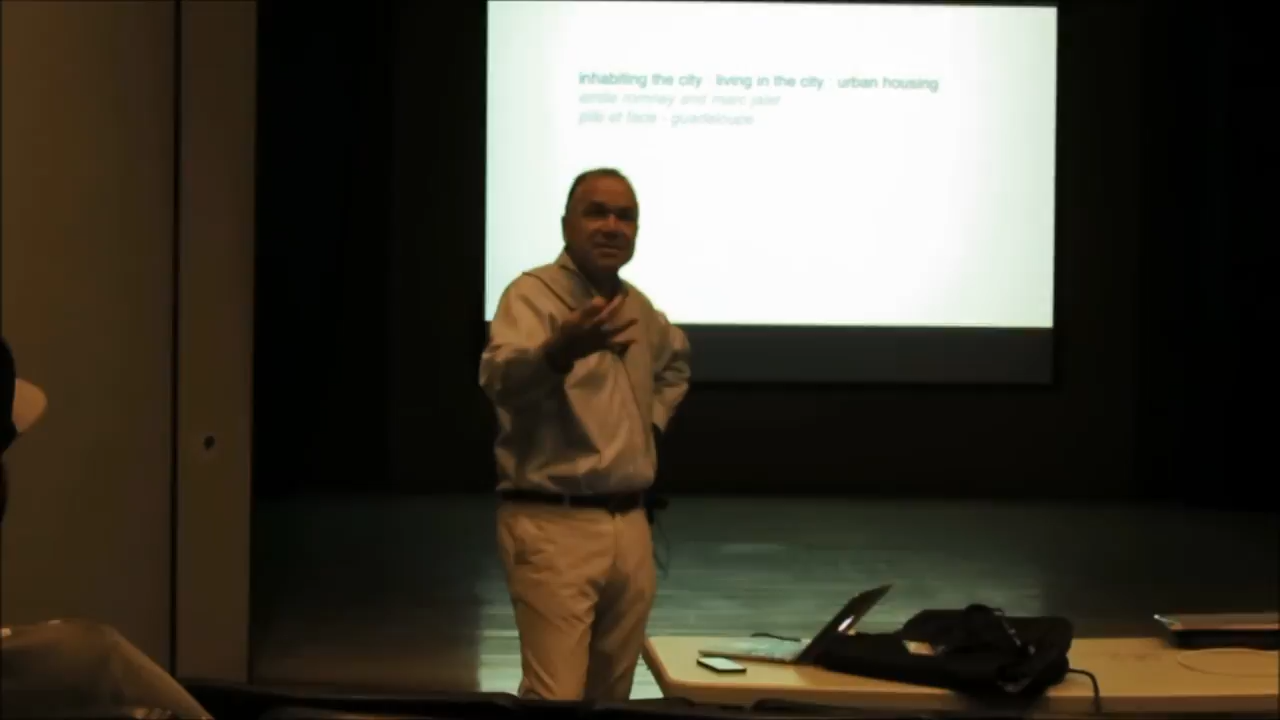 inhabiting the city : living in the city : urban housing
emile romney and marc jalet
pile et face - guadeloupe